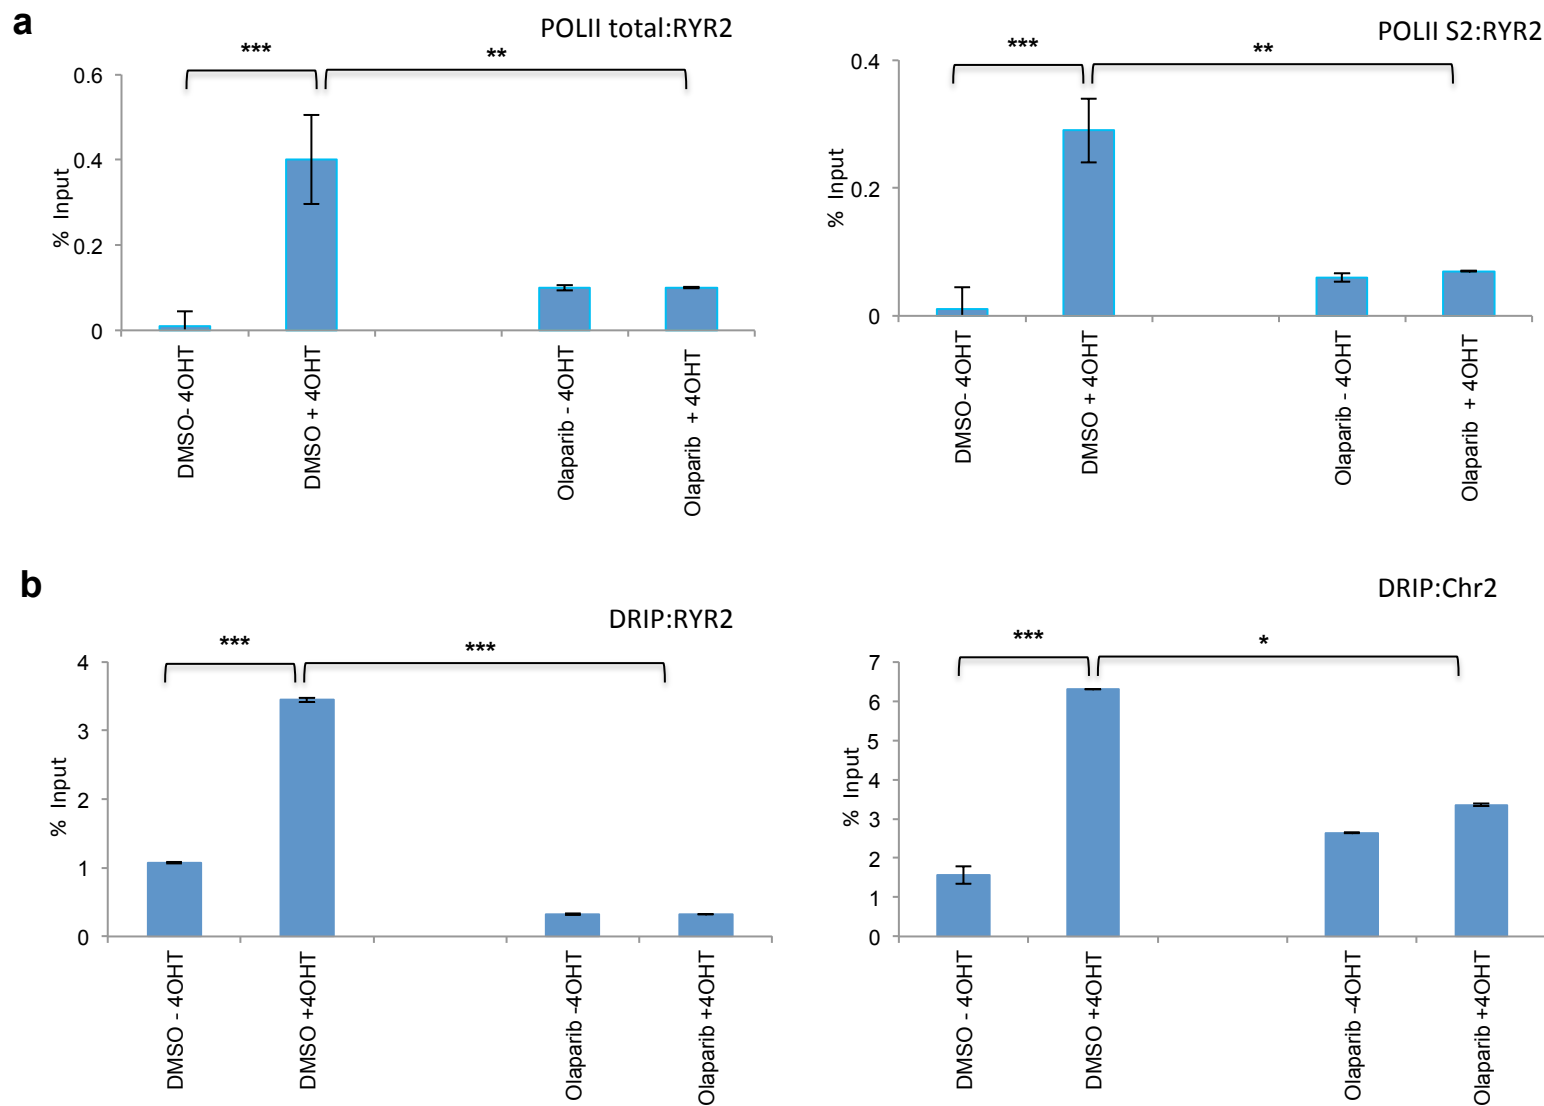 a
POLII total:RYR2
***
**
0.6
0.4
0.2
0
% Input
DMSO- 4OHT
DMSO + 4OHT
Olaparib - 4OHT
Olaparib + 4OHT
POLII S2:RYR2
***
**
0.4
0.2
0
% Input
DMSO- 4OHT
DMSO + 4OHT
Olaparib - 4OHT
Olaparib + 4OHT
b
DRIP:RYR2
***
***
4
3
2
1
0
% Input
DMSO - 4OHT
DMSO +4OHT
Olaparib -4OHT
Olaparib +4OHT
DRIP:Chr2
***
*
7
6
5
4
3
2
1
0
% Input
DMSO - 4OHT
DMSO +4OHT
Olaparib -4OHT
Olaparib +4OHT